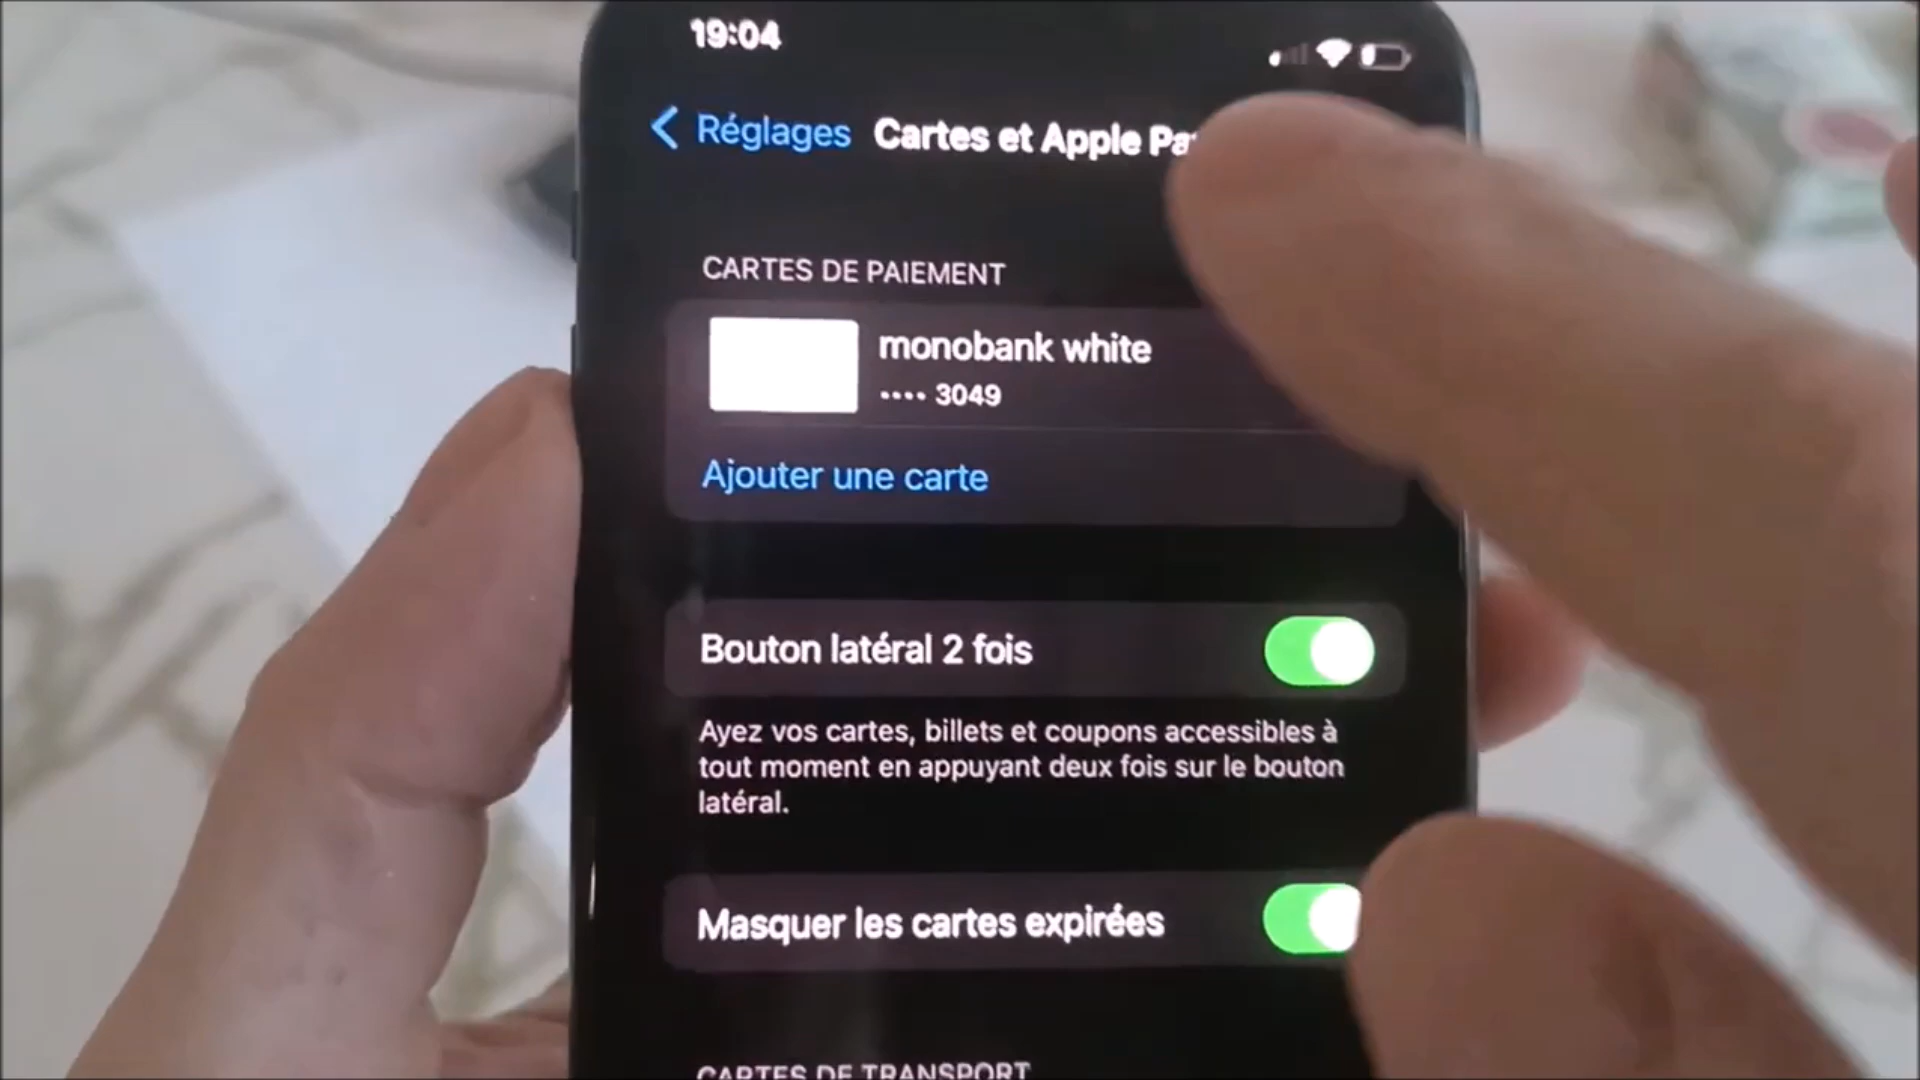 19:04
Réglages
Cartes et Apple Pa
CARTES DE PAIEMENT
monobank white
···· 3049
Ajouter une carte
Bouton latéral 2 fois
Ayez vos cartes, billets et coupons accessibles à
tout moment en appuyant deux fois sur le bouton
latéral.
Masquer les cartes expirées
CARTES DE TRANSPORT